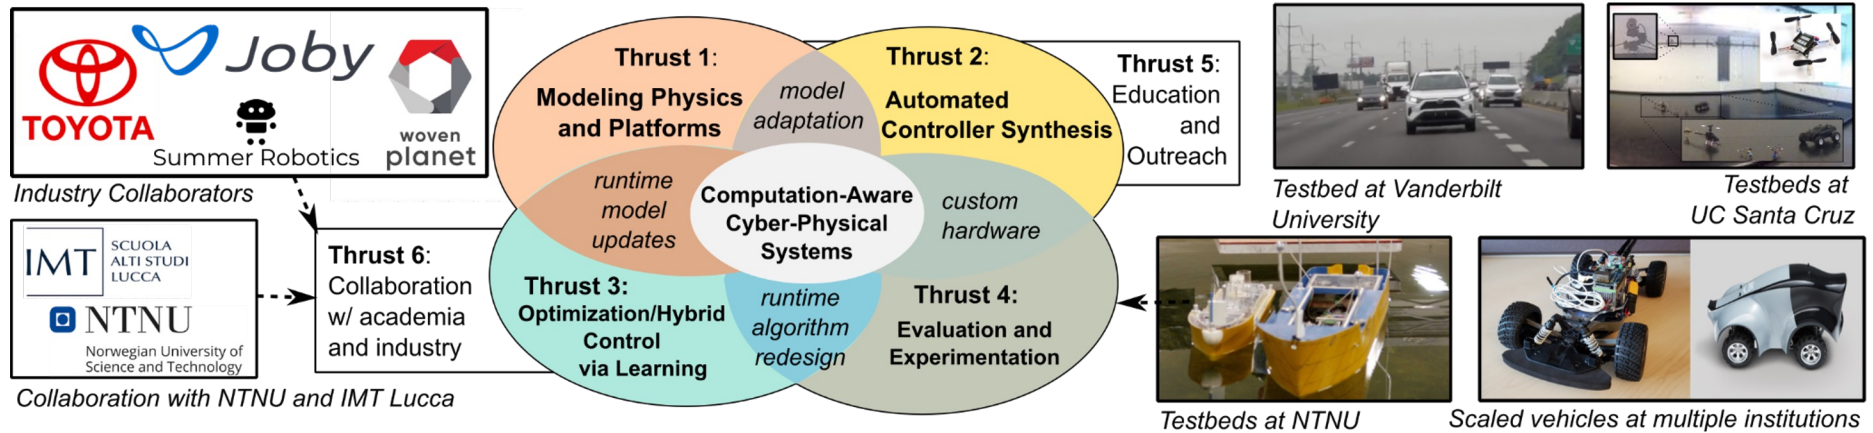 TOYOTA
Joby
Summer Robotics
woven
planet
Industry Collaborators
IMT
SCUOLA
ALTI STUDI
LUCCA
NTNU
Norwegian University of
Science and Technology
Collaboration with NTNU and IMT Lucca
Thrust 6:
Collaboration
w/ academia
and industry
Thrust 1:
Modeling Physics
and Platforms
model
adaptation
Thrust 2:
Automated
Controller Synthesis
Thrust 5:
Education
and
Outreach
runtime
model
updates
Computation-Aware
Cyber-Physical
Systems
custom
hardware
Thrust 3:
Optimization/Hybrid
Control
via Learning
runtime
algorithm
redesign
Thrust 4:
Evaluation and
Experimentation
Testbed at Vanderbilt
University
Testbeds at
UC Santa Cruz
Testbeds at NTNU
Scaled vehicles at multiple institutions